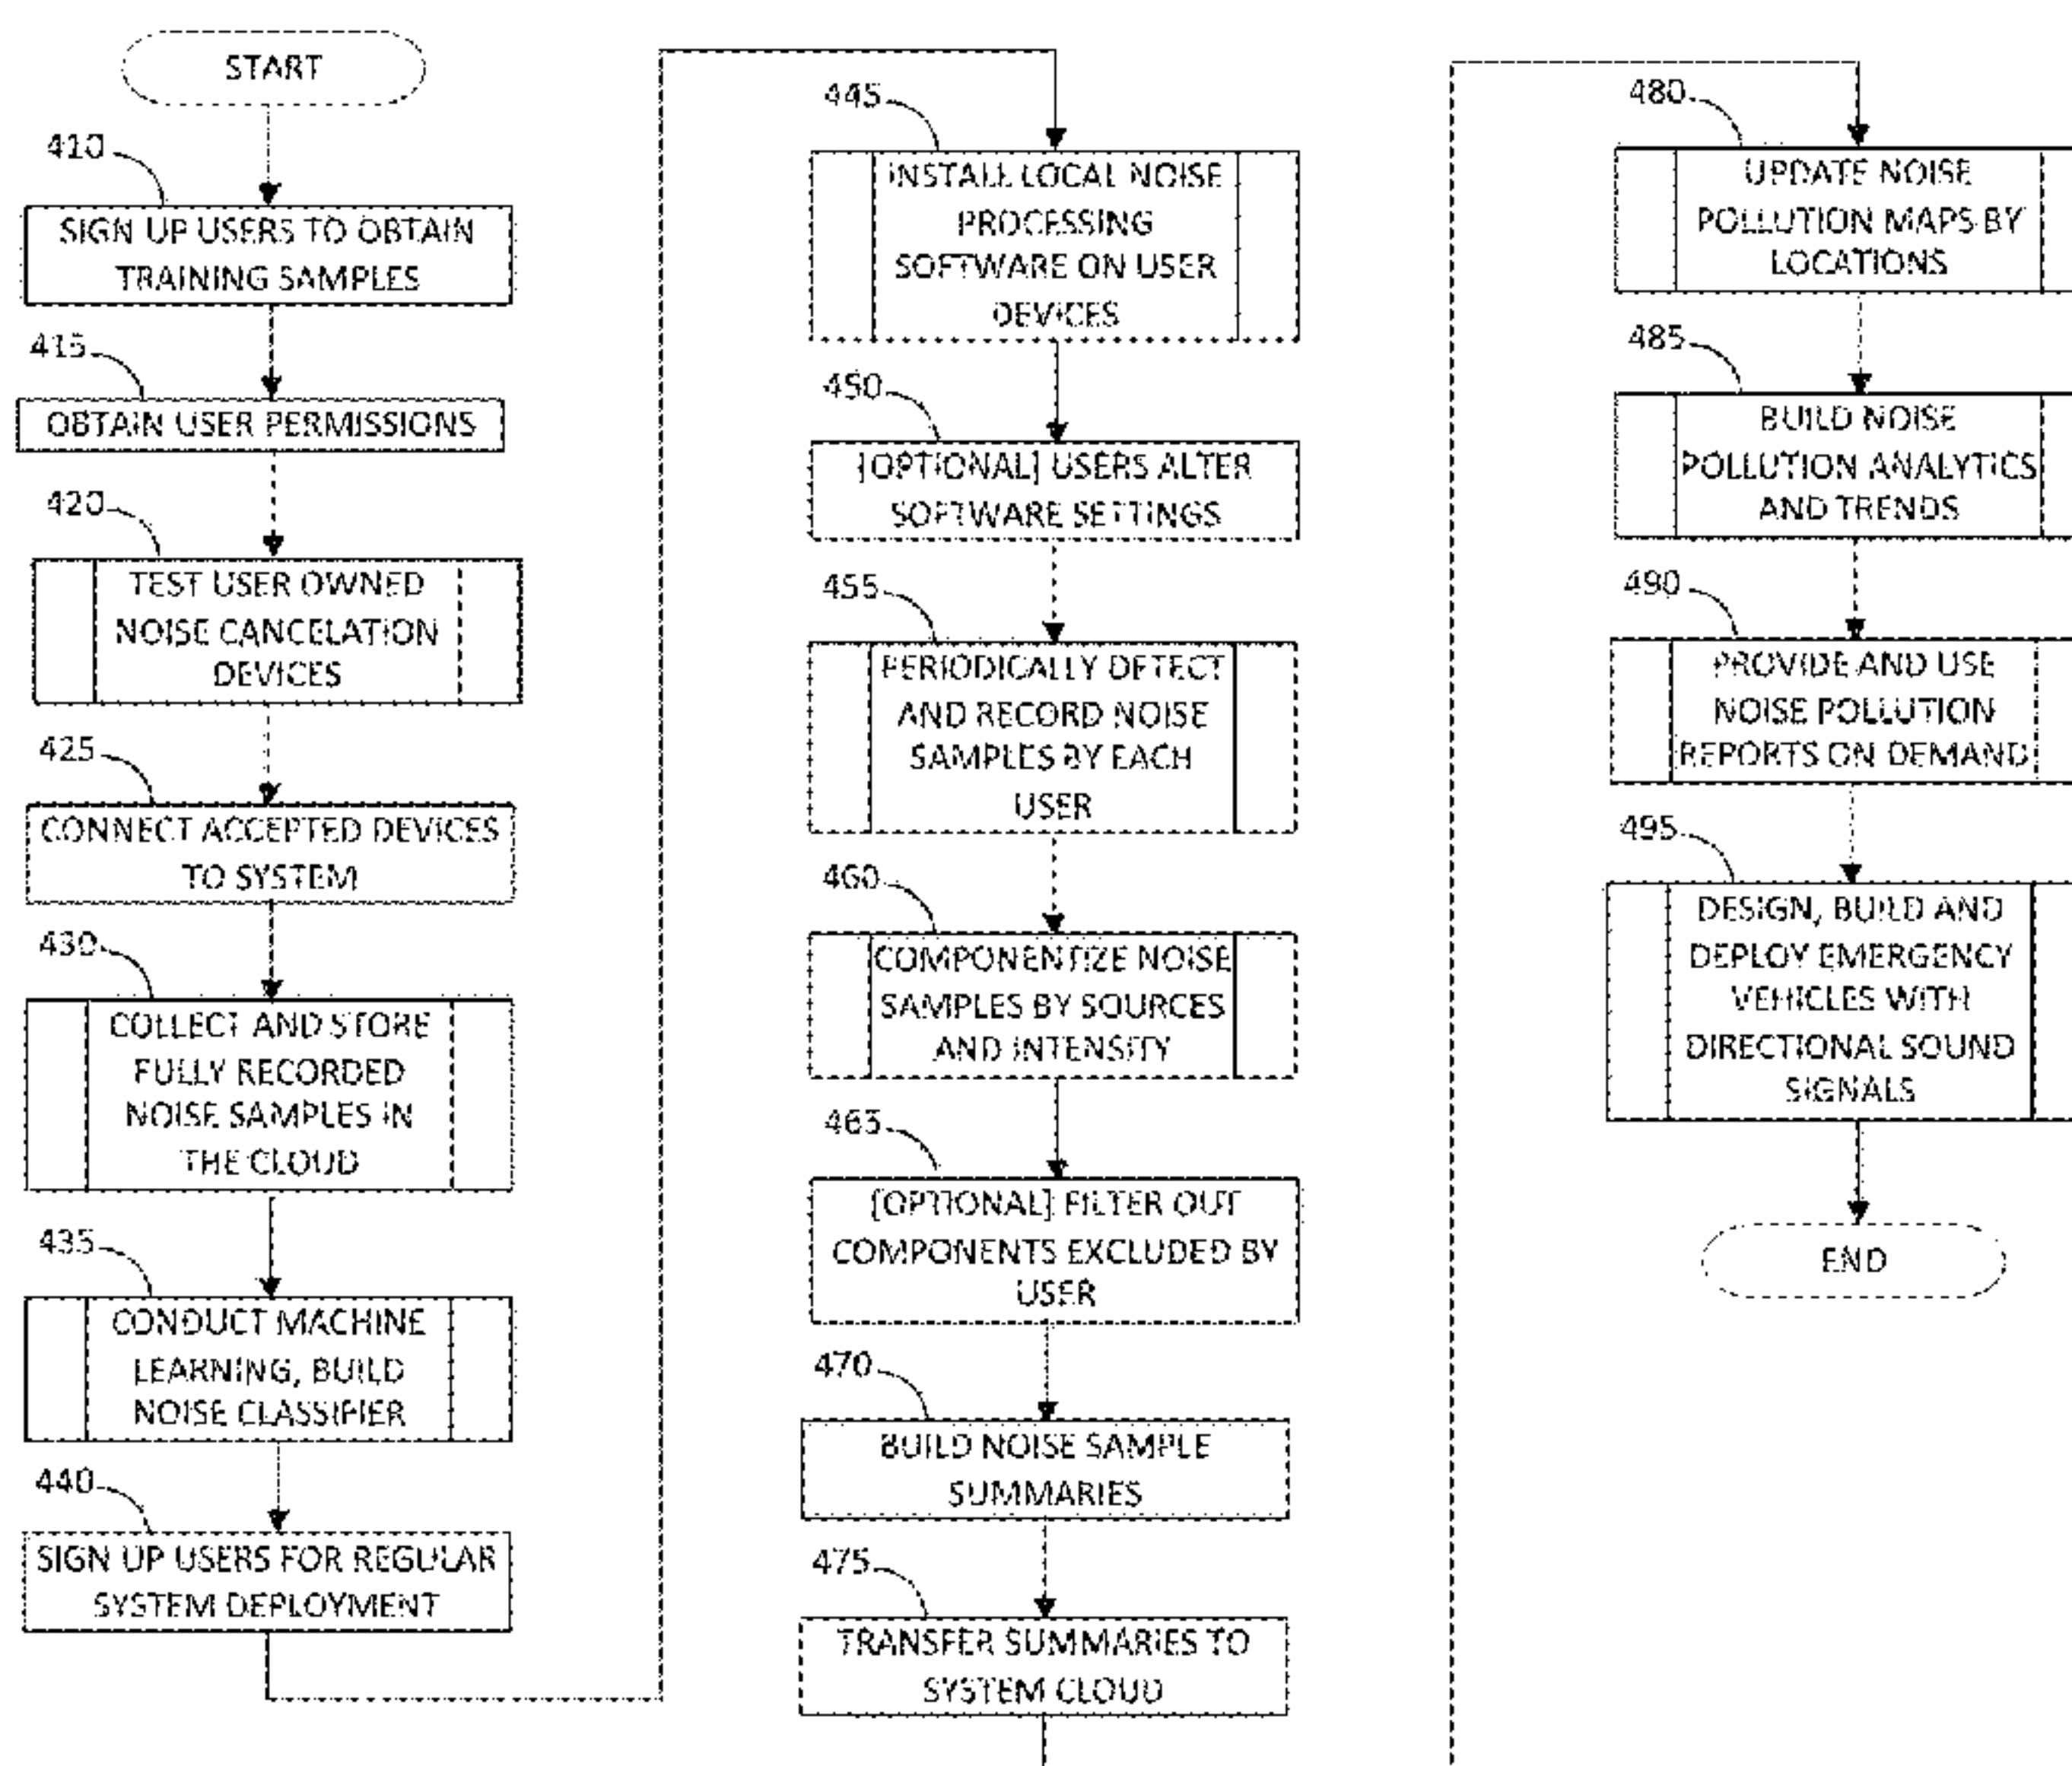 START
410
SIGN UP USERS TO OBTAIN
TRAINING SAMPLES
415
OBTAIN USER PERMISSIONS
420
TEST USER OWNED
NOISE CANCELATION
DEVICES
425
CONNECT ACCEPTED DEVICES
TO SYSTEM
430
COLLECT AND STORE
FULLY RECORDED
NOISE SAMPLES IN
THE CLOUD
435
CONDUCT MACHINE
LEARNING, BUILD
NOISE CLASSIFIER
440
SIGN UP USERS FOR REGULAR
SYSTEM DEPLOYMENT
445
INSTALL LOCAL NOISE
PROCESSING
SOFTWARE ON USER
DEVICES
450
[OPTIONAL] USERS ALTER
SOFTWARE SETTINGS
455
PERIODICALLY DETECT
AND RECORD NOISE
SAMPLES BY EACH
USER
460
COMPONENTIZE NOISE
SAMPLES BY SOURCES
AND INTENSITY
465
[OPTIONAL] FILTER OUT
COMPONENTS EXCLUDED BY
USER
470
BUILD NOISE SAMPLE
SUMMARIES
475
TRANSFER SUMMARIES TO
SYSTEM CLOUD
480
UPDATE NOISE
POLLUTION MAPS BY
LOCATIONS
485
BUILD NOISE
POLLUTION ANALYTICS
AND TRENDS
490
PROVIDE AND USE
NOISE POLLUTION
REPORTS ON DEMAND
495
DESIGN, BUILD AND
DEPLOY EMERGENCY
VEHICLES WITH
DIRECTIONAL SOUND
SIGNALS
END